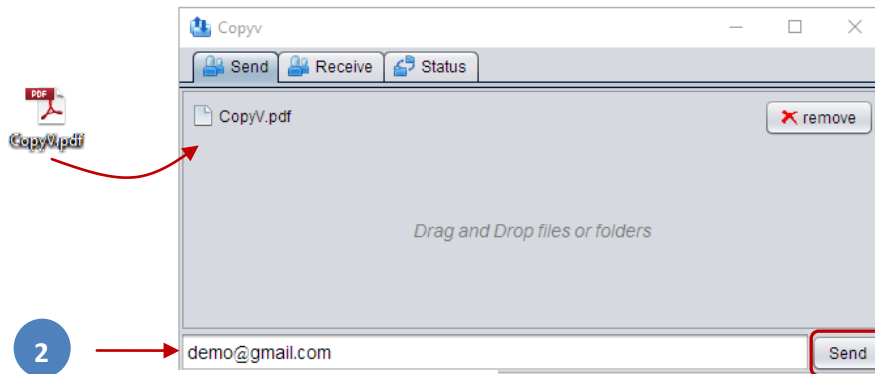 Copyv
Send Receive Status
PDF
CopyV.pdf remove
CopyV.pdf
Drag and Drop files or folders
2 demo@gmail.com Send